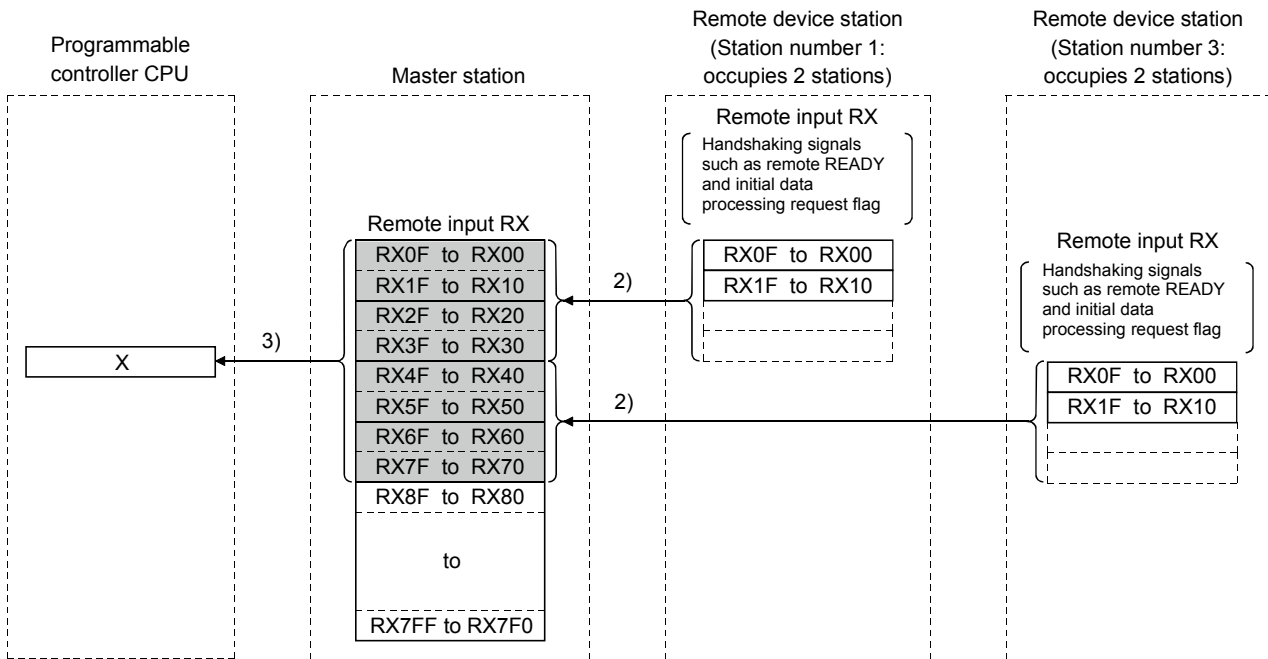 Programmable
controller CPU
Master station
Remote device station
(Station number 1:
occupies 2 stations)
Remote device station
(Station number 3:
occupies 2 stations)
Remote input RX
Handshaking signals
such as remote READY
and initial data
processing request flag
Remote input RX
RX0F to RX00
RX1F to RX10
RX2F to RX20
RX3F to RX30
RX4F to RX40
RX5F to RX50
RX6F to RX60
RX7F to RX70
RX8F to RX80
to
RX7FF to RX7F0
RX0F to RX00
RX1F to RX10
2)
Remote input RX
Handshaking signals
such as remote READY
and initial data
processing request flag
RX0F to RX00
RX1F to RX10
2)
3)
X